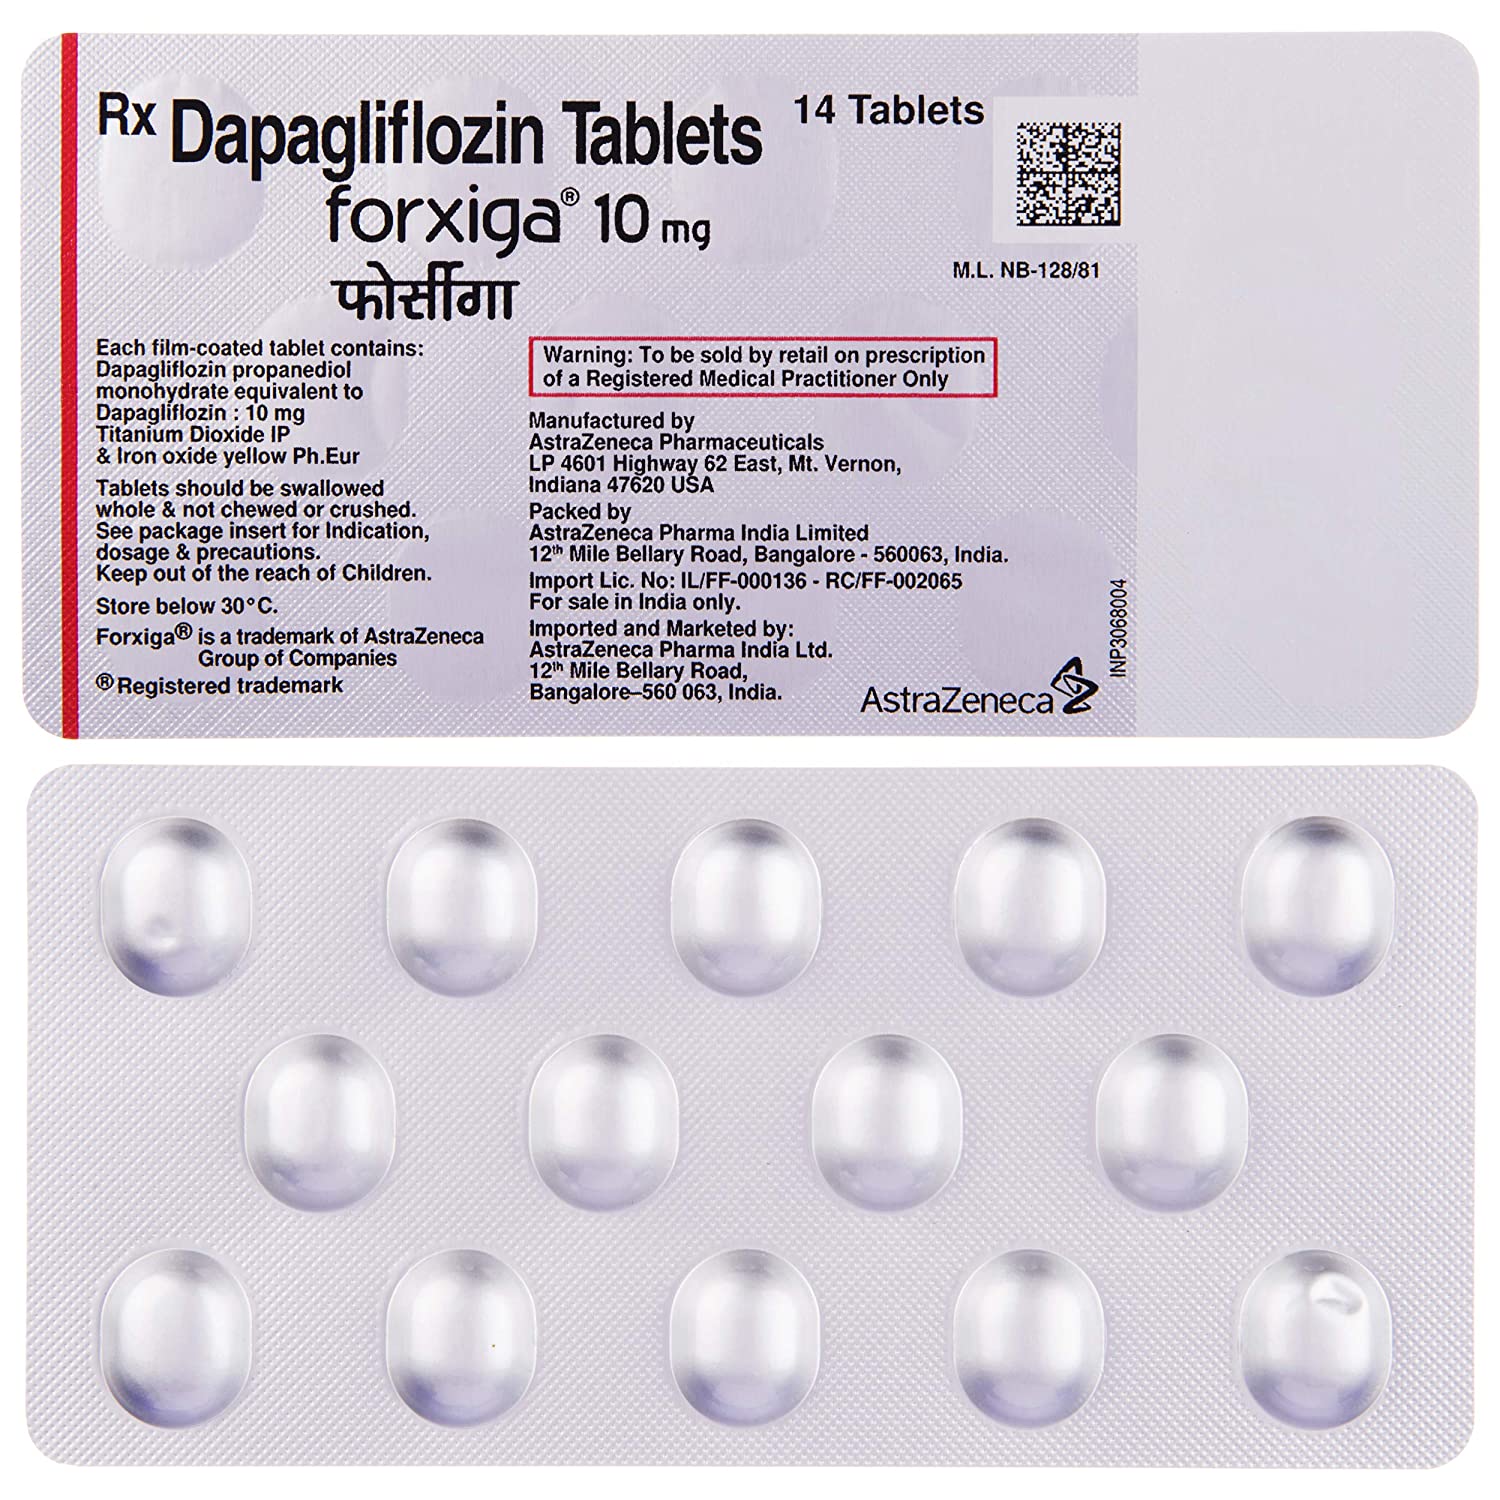 Rx Dapagliflozin Tablets 14 Tablets
forxiga® 10 mg
फोर्सीगा
M.L. NB-128/81
Each film-coated tablet contains:
Dapagliflozin propanediol
monohydrate equivalent to
Dapagliflozin : 10 mg
Titanium Dioxide IP
& Iron oxide yellow Ph.Eur
Tablets should be swallowed
whole & not chewed or crushed.
See package insert for Indication,
dosage & precautions.
Keep out of the reach of Children.
Store below 30°C.
Forxiga® is a trademark of AstraZeneca
Group of Companies
® Registered trademark
Warning: To be sold by retail on prescription
of a Registered Medical Practitioner Only
Manufactured by
AstraZeneca Pharmaceuticals
LP 4601 Highway 62 East, Mt. Vernon,
Indiana 47620 USA
Packed by
AstraZeneca Pharma India Limited
12th Mile Bellary Road, Bangalore - 560063, India.
Import Lic. No: IL/FF-000136 - RC/FF-002065
For sale in India only.
Imported and Marketed by:
AstraZeneca Pharma India Ltd.
12th Mile Bellary Road,
Bangalore–560 063, India.
AstraZeneca
INP3068004